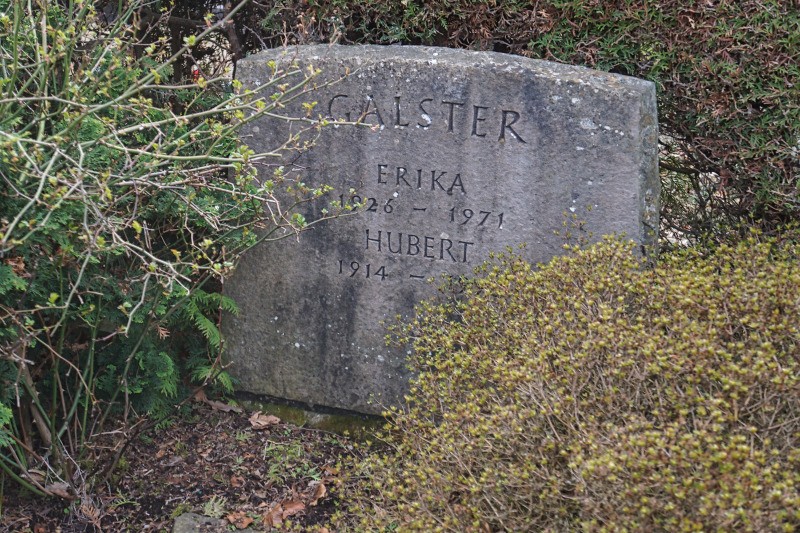 GALSTER
ERIKA
1926 – 1971
HUBERT
1914 –